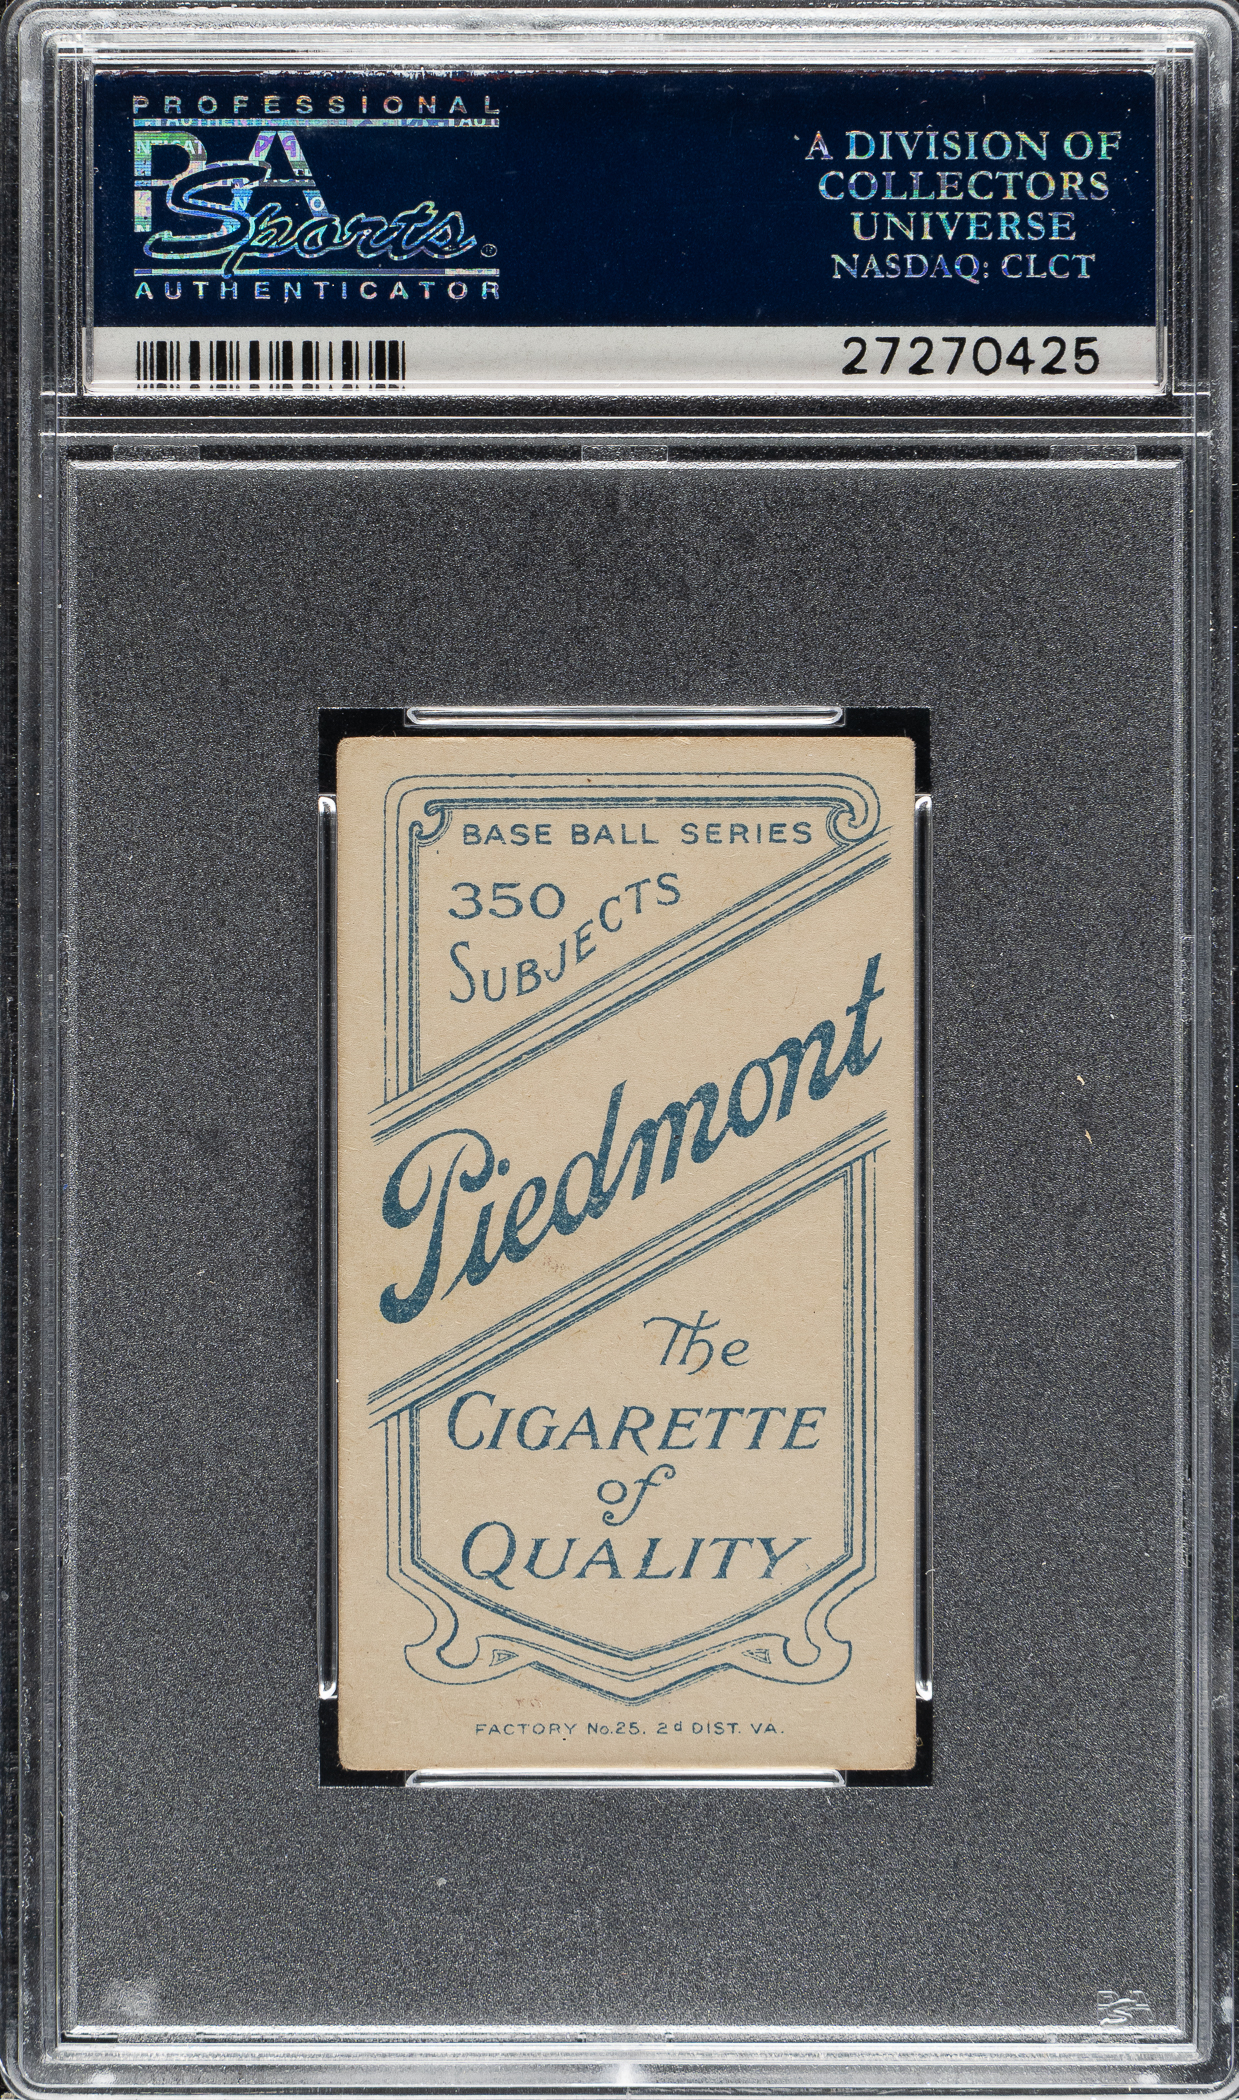 PROFESSIONAL
PSA
Sports
AUTHENTICATOR
A DIVISION OF
COLLECTORS
UNIVERSE
NASDAQ: CLCT
27270425
BASE BALL SERIES
350
SUBJECTS
Piedmont
The
CIGARETTE
of
QUALITY
FACTORY No.25. 2d DIST. VA.
PSA